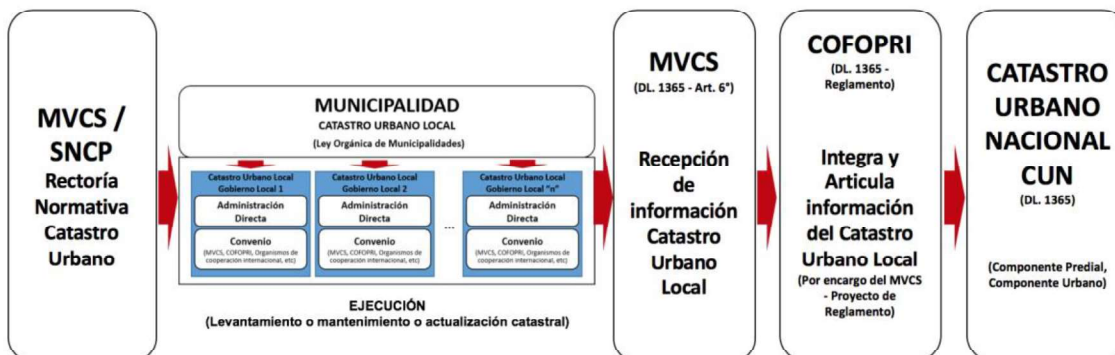 MVCS /
SNCP
Rectoría
Normativa
Catastro
Urbano
MUNICIPALIDAD
CATASTRO URBANO LOCAL
(Ley Orgánica de Municipalidades)
Catastro Urbano Local
Gobierno Local 1
Administración
Directa
Convenio
(MVCS, COFOPRI, Organismos de
cooperación internacional, etc)
Catastro Urbano Local
Gobierno Local 2
Administración
Directa
Convenio
(MVCS, COFOPRI, Organismos de
cooperación internacional, etc)
...
Catastro Urbano Local
Gobierno Local "n"
Administración
Directa
Convenio
(MVCS, COFOPRI, Organismos de
cooperación internacional, etc)
EJECUCIÓN
(Levantamiento o mantenimiento o actualización catastral)
MVCS
(DL. 1365 - Art. 6°)
Recepción
de
información
Catastro
Urbano
Local
COFOPRI
(DL. 1365 -
Reglamento)
Integra y
Articula
información
del Catastro
Urbano Local
(Por encargo del MVCS
- Proyecto de
Reglamento)
CATASTRO
URBANO
NACIONAL
CUN
(DL. 1365)
(Componente Predial,
Componente Urbano)